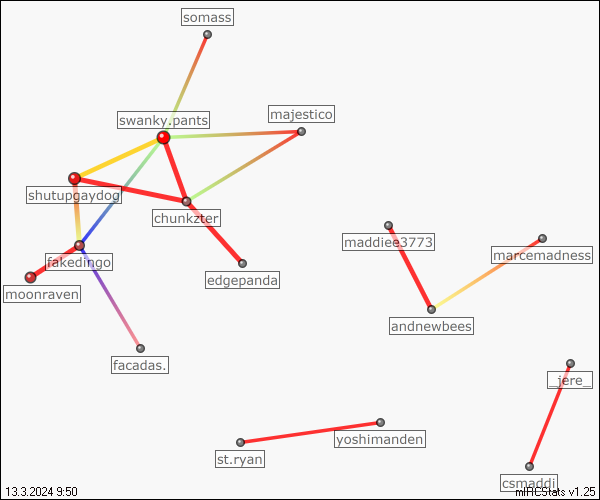 somass
majestico
swanky.pants
shutupgaydog
chunkzter
maddiee3773
marcemadness
fakedingo
edgepanda
moonraven
andnewbees
facadas.
_jere_
yoshimanden
st.ryan
csmaddi
13.3.2024 9:50
mIRCStats v1.25